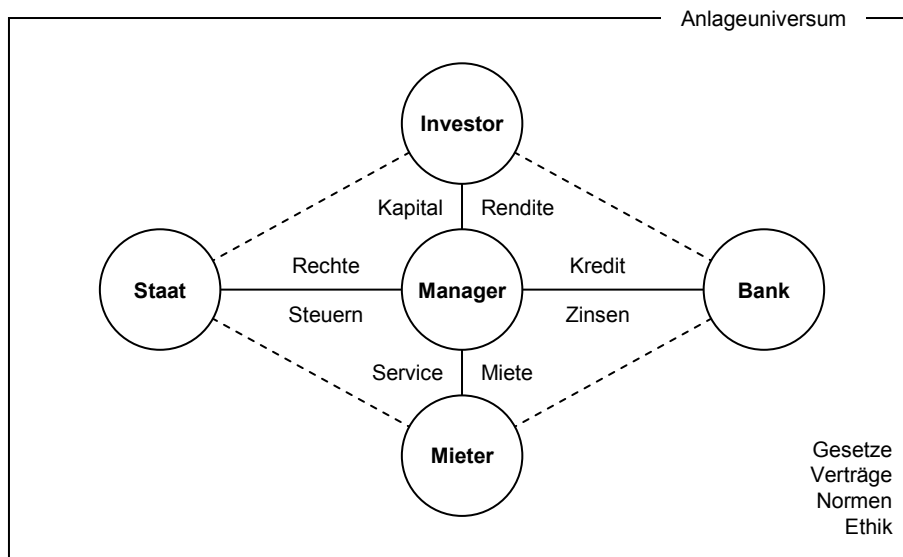 Anlageuniversum
Investor
Kapital Rendite
Rechte Kredit
Staat Manager Bank
Steuern Zinsen
Service Miete
Mieter
Gesetze
Verträge
Normen
Ethik